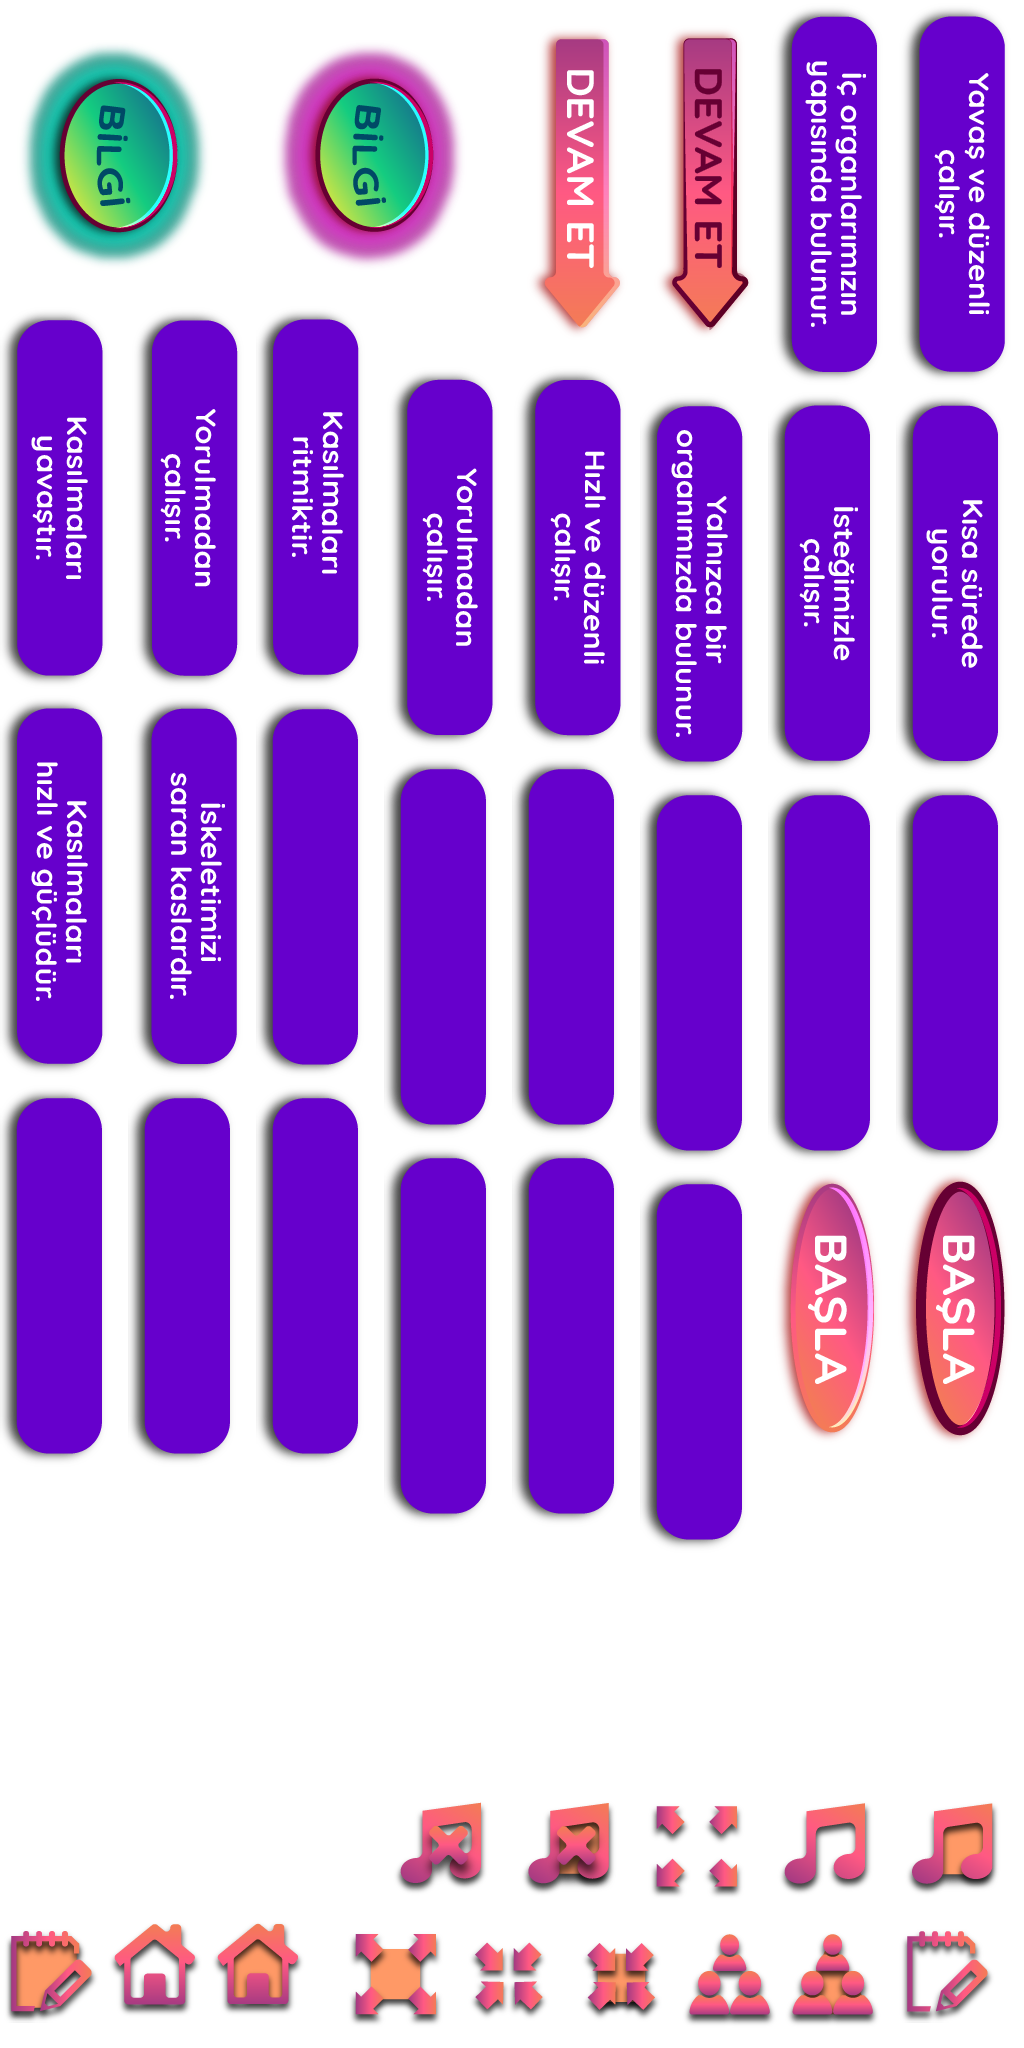 BİLGİ
BİLGİ
DEVAM ET
DEVAM ET
İç organlarımızın
yapısında bulunur.
Yavaş ve düzenli
çalışır.
Kasılmaları
yavaştır.
Yorulmadan
çalışır.
Kasılmaları
ritmiktir.
Yorulmadan
çalışır.
Hızlı ve düzenli
çalışır.
Yalnızca bir
organımızda bulunur.
İsteğimizle
çalışır.
Kısa sürede
yorulur.
Kasılmaları
hızlı ve güçlüdür.
İskeletimizi
saran kaslardır.
BAŞLA
BAŞLA